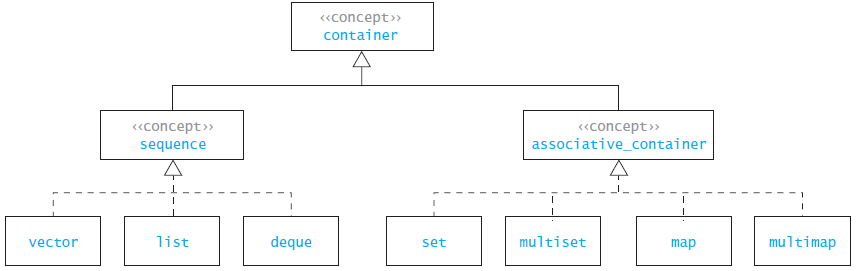 ‹‹concept››
container
‹‹concept››
sequence
‹‹concept››
associative_container
vector
list
deque
set
multiset
map
multimap